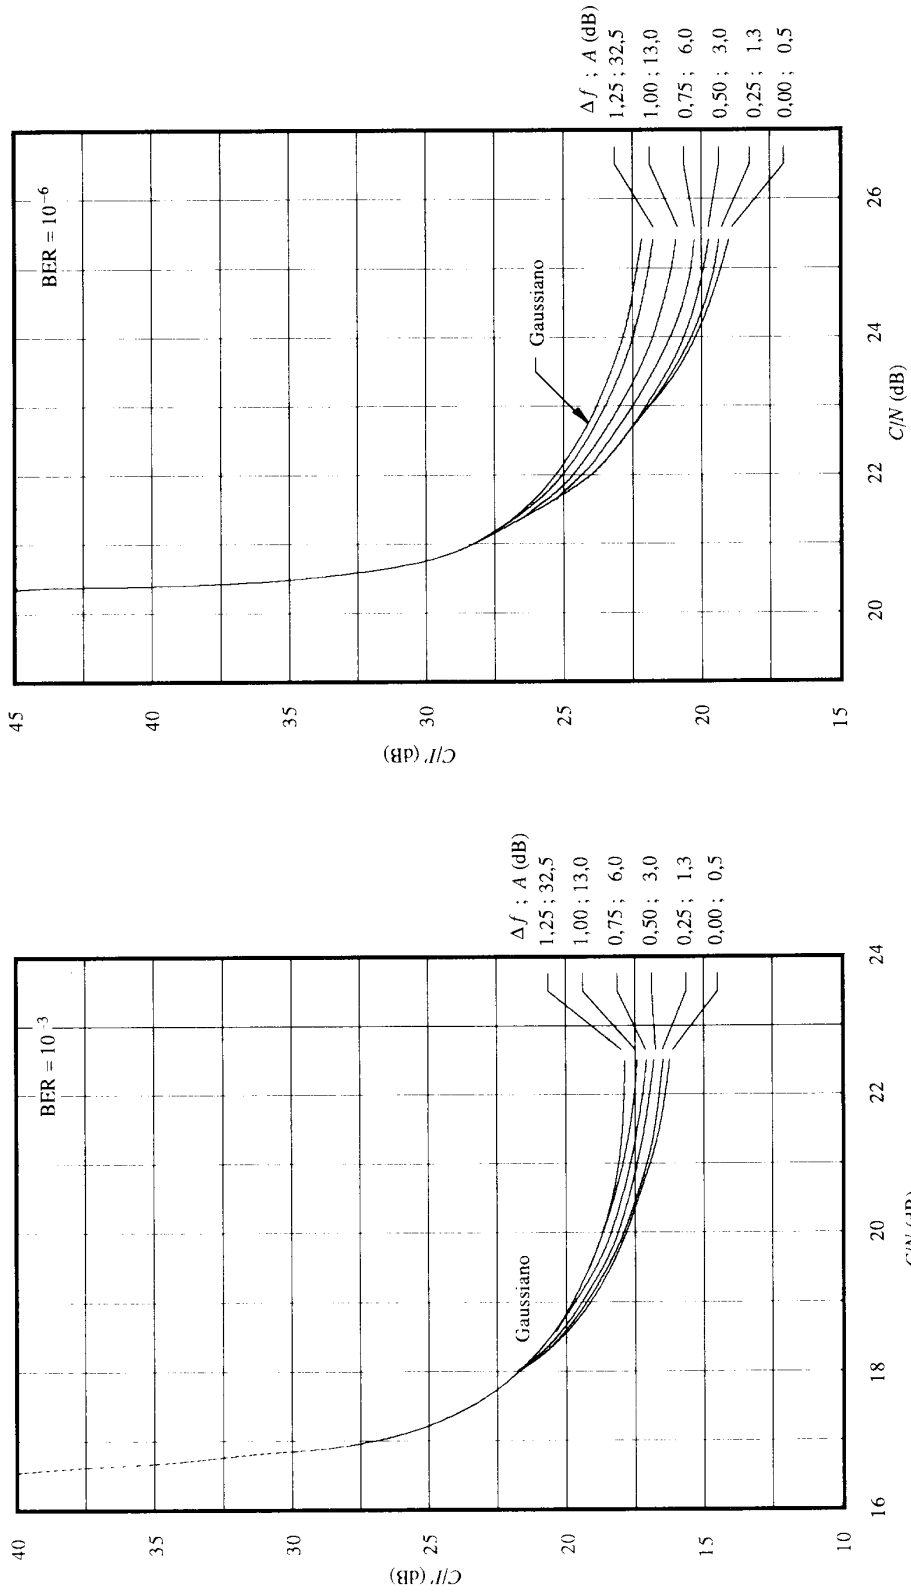 BER = 10⁻³
C/I' (dB)
40
35
30
25
20
15
10
16
18
20
22
24
C/N (dB)
Gaussiano
Δf ; A (dB)
1,25 ; 32,5
1,00 ; 13,0
0,75 ; 6,0
0,50 ; 3,0
0,25 ; 1,3
0,00 ; 0,5
BER = 10⁻⁶
C/I' (dB)
45
40
35
30
25
20
15
20
22
24
26
C/N (dB)
Gaussiano
Δf ; A (dB)
1,25 ; 32,5
1,00 ; 13,0
0,75 ; 6,0
0,50 ; 3,0
0,25 ; 1,3
0,00 ; 0,5